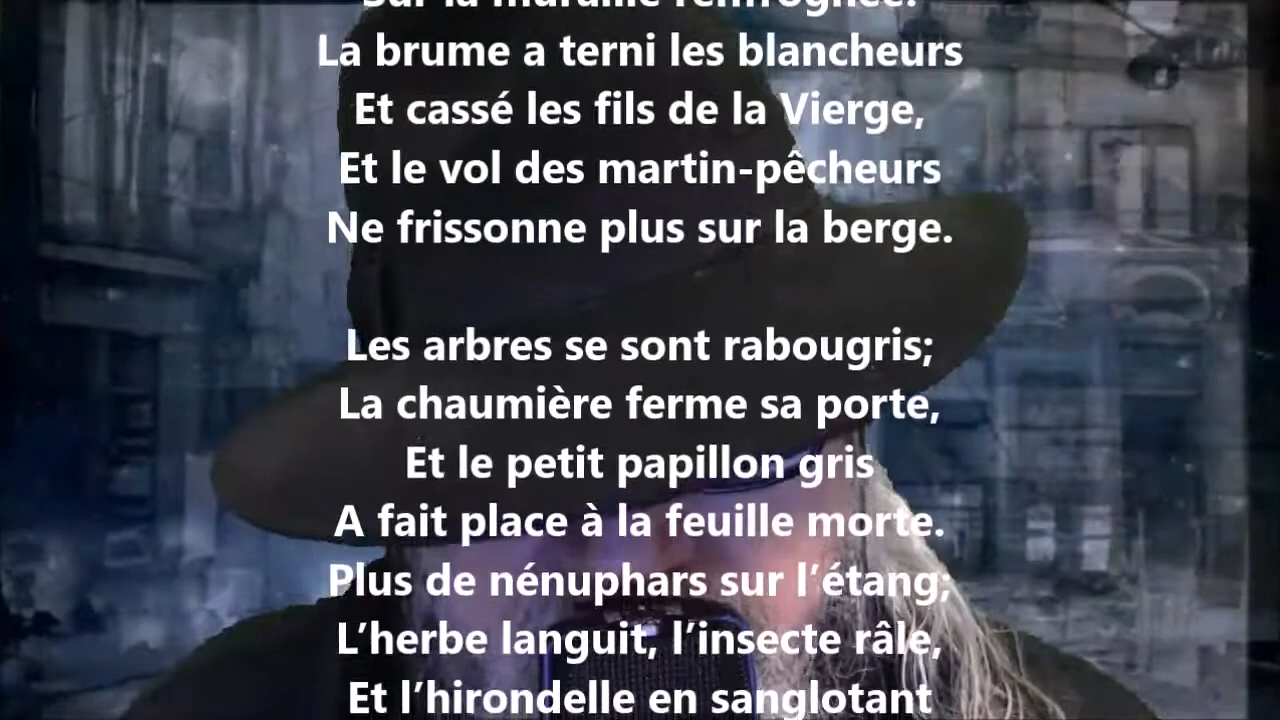 Sur la muraille renfrognée.
La brume a terni les blancheurs
Et cassé les fils de la Vierge,
Et le vol des martin-pêcheurs
Ne frissonne plus sur la berge.
Les arbres se sont rabougris;
La chaumière ferme sa porte,
Et le petit papillon gris
A fait place à la feuille morte.
Plus de nénuphars sur l’étang;
L’herbe languit, l’insecte râle,
Et l’hirondelle en sanglotant